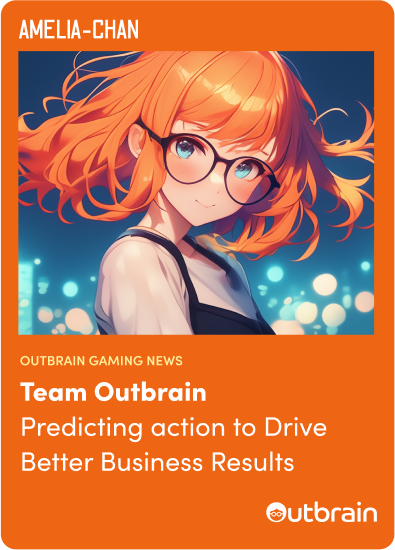 AMELIA-CHAN
OUTBRAIN GAMING NEWS
Team Outbrain
Predicting action to Drive
Better Business Results
Outbrain